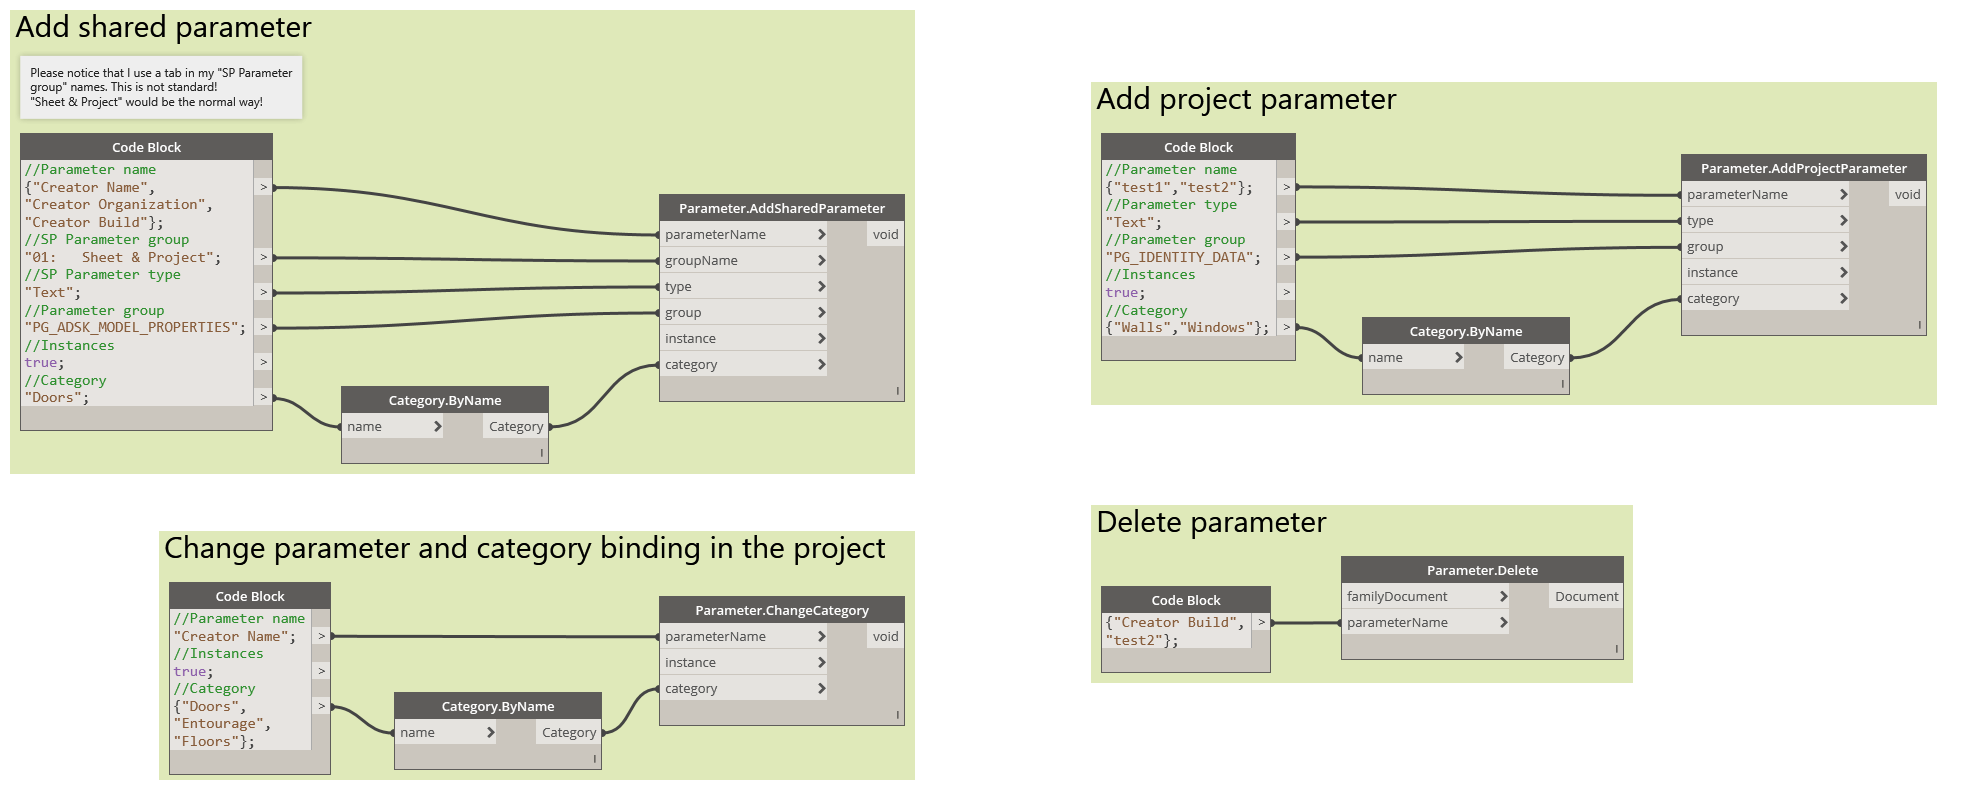 Add shared parameter
Please notice that I use a tab in my "SP Parameter
group" names. This is not standard!
"Sheet & Project" would be the normal way!
Code Block
//Parameter name
{"Creator Name", >
"Creator Organization",
"Creator Build"};
//SP Parameter group
"01:   Sheet & Project"; >
//SP Parameter type
"Text"; >
//Parameter group
"PG_ADSK_MODEL_PROPERTIES"; >
//Instances
true; >
//Category
"Doors"; >
Category.ByName
name > Category
l
Parameter.AddSharedParameter
parameterName > void
groupName >
type >
group >
instance >
category >
l
Add project parameter
Code Block
//Parameter name
{"test1","test2"}; >
//Parameter type
"Text"; >
//Parameter group
"PG_IDENTITY_DATA"; >
//Instances
true; >
//Category
{"Walls","Windows"}; >
Category.ByName
name > Category
l
Parameter.AddProjectParameter
parameterName > void
type >
group >
instance >
category >
l
Change parameter and category binding in the project
Code Block
//Parameter name
"Creator Name"; >
//Instances
true; >
//Category
{"Doors", >
"Entourage",
"Floors"};
Category.ByName
name > Category
l
Parameter.ChangeCategory
parameterName > void
instance >
category >
l
Delete parameter
Code Block
{"Creator Build", >
"test2"};
Parameter.Delete
familyDocument > Document
parameterName >
l